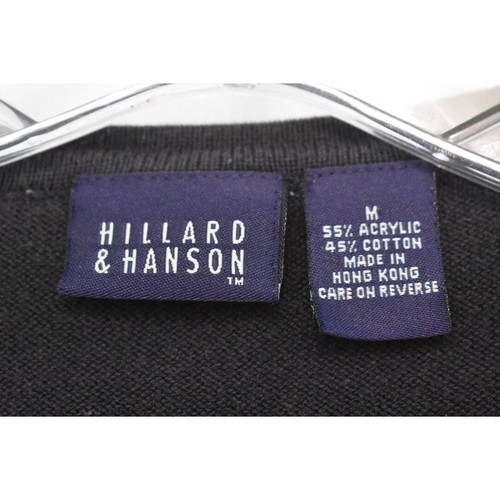 HILLARD
& HANSON
TM
M
55% ACRYLIC
45% COTTON
MADE IN
HONG KONG
CARE ON REVERSE